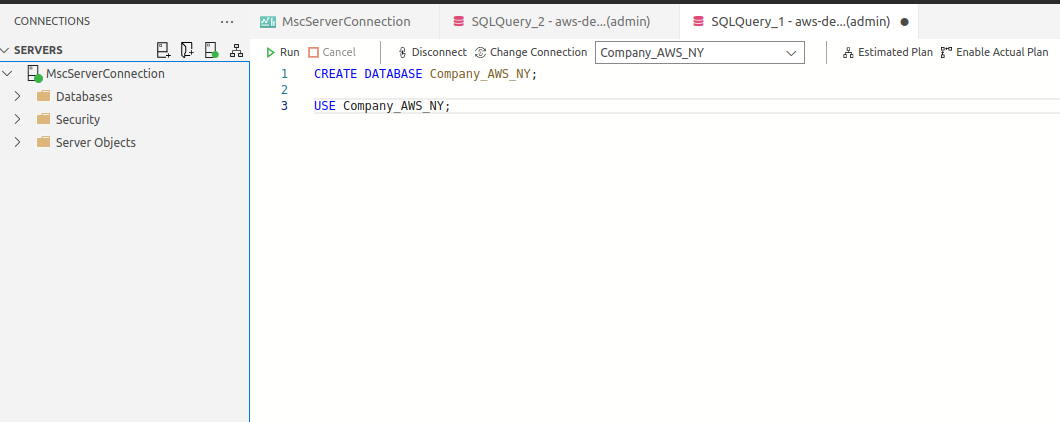 CONNECTIONS ...
SERVERS
MscServerConnection
Databases
Security
Server Objects
MscServerConnection
SQLQuery_2 - aws-de...(admin)
SQLQuery_1 - aws-de...(admin) ●
Run Cancel Disconnect Change Connection Company_AWS_NY Estimated Plan Enable Actual Plan
1 CREATE DATABASE Company_AWS_NY;
2
3 USE Company_AWS_NY;